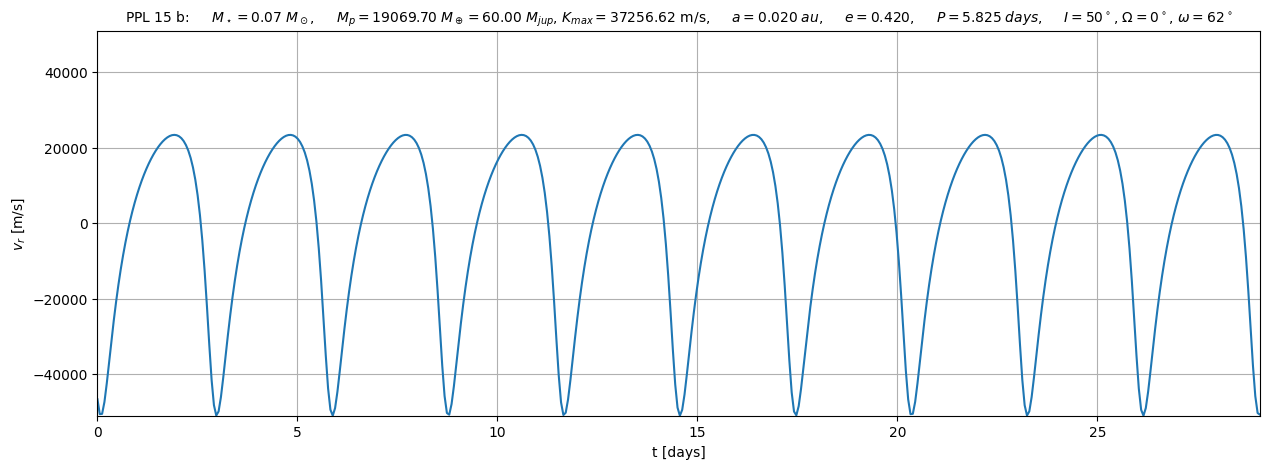 PPL 15 b: M⋆ = 0.07 M⊙, Mp = 19069.70 M⊕ = 60.00 Mjup, Kmax = 37256.62 m/s, a = 0.020 au, e = 0.420, P = 5.825 days, I = 50°, Ω = 0°, ω = 62°
40000
20000
0
−20000
−40000
vr [m/s]
0 5 10 15 20 25
t [days]